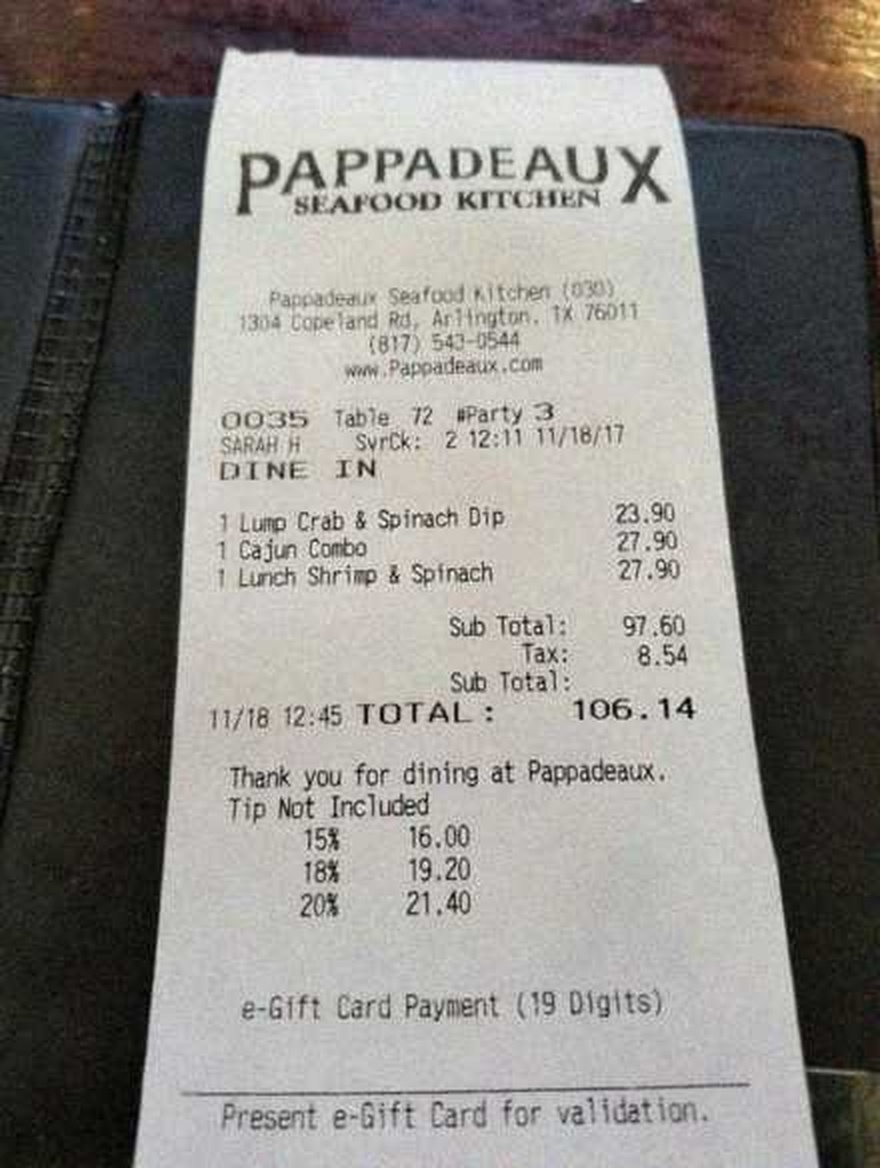 PAPPADEAUX
SEAFOOD KITCHEN
Pappadeaux Seafood Kitchen (030)
1304 Copeland Rd, Arlington, TX 76011
(817) 543-0544
www.Pappadeaux.com
0035 Table 72 #Party 3
SARAH H SvrCk: 2 12:11 11/18/17
DINE IN
1 Lump Crab & Spinach Dip 23.90
1 Cajun Combo 27.90
1 Lunch Shrimp & Spinach 27.90
Sub Total: 97.60
Tax: 8.54
Sub Total:
11/18 12:45 TOTAL: 106.14
Thank you for dining at Pappadeaux.
Tip Not Included
15% 16.00
18% 19.20
20% 21.40
e-Gift Card Payment (19 Digits)
Present e-Gift Card for validation.